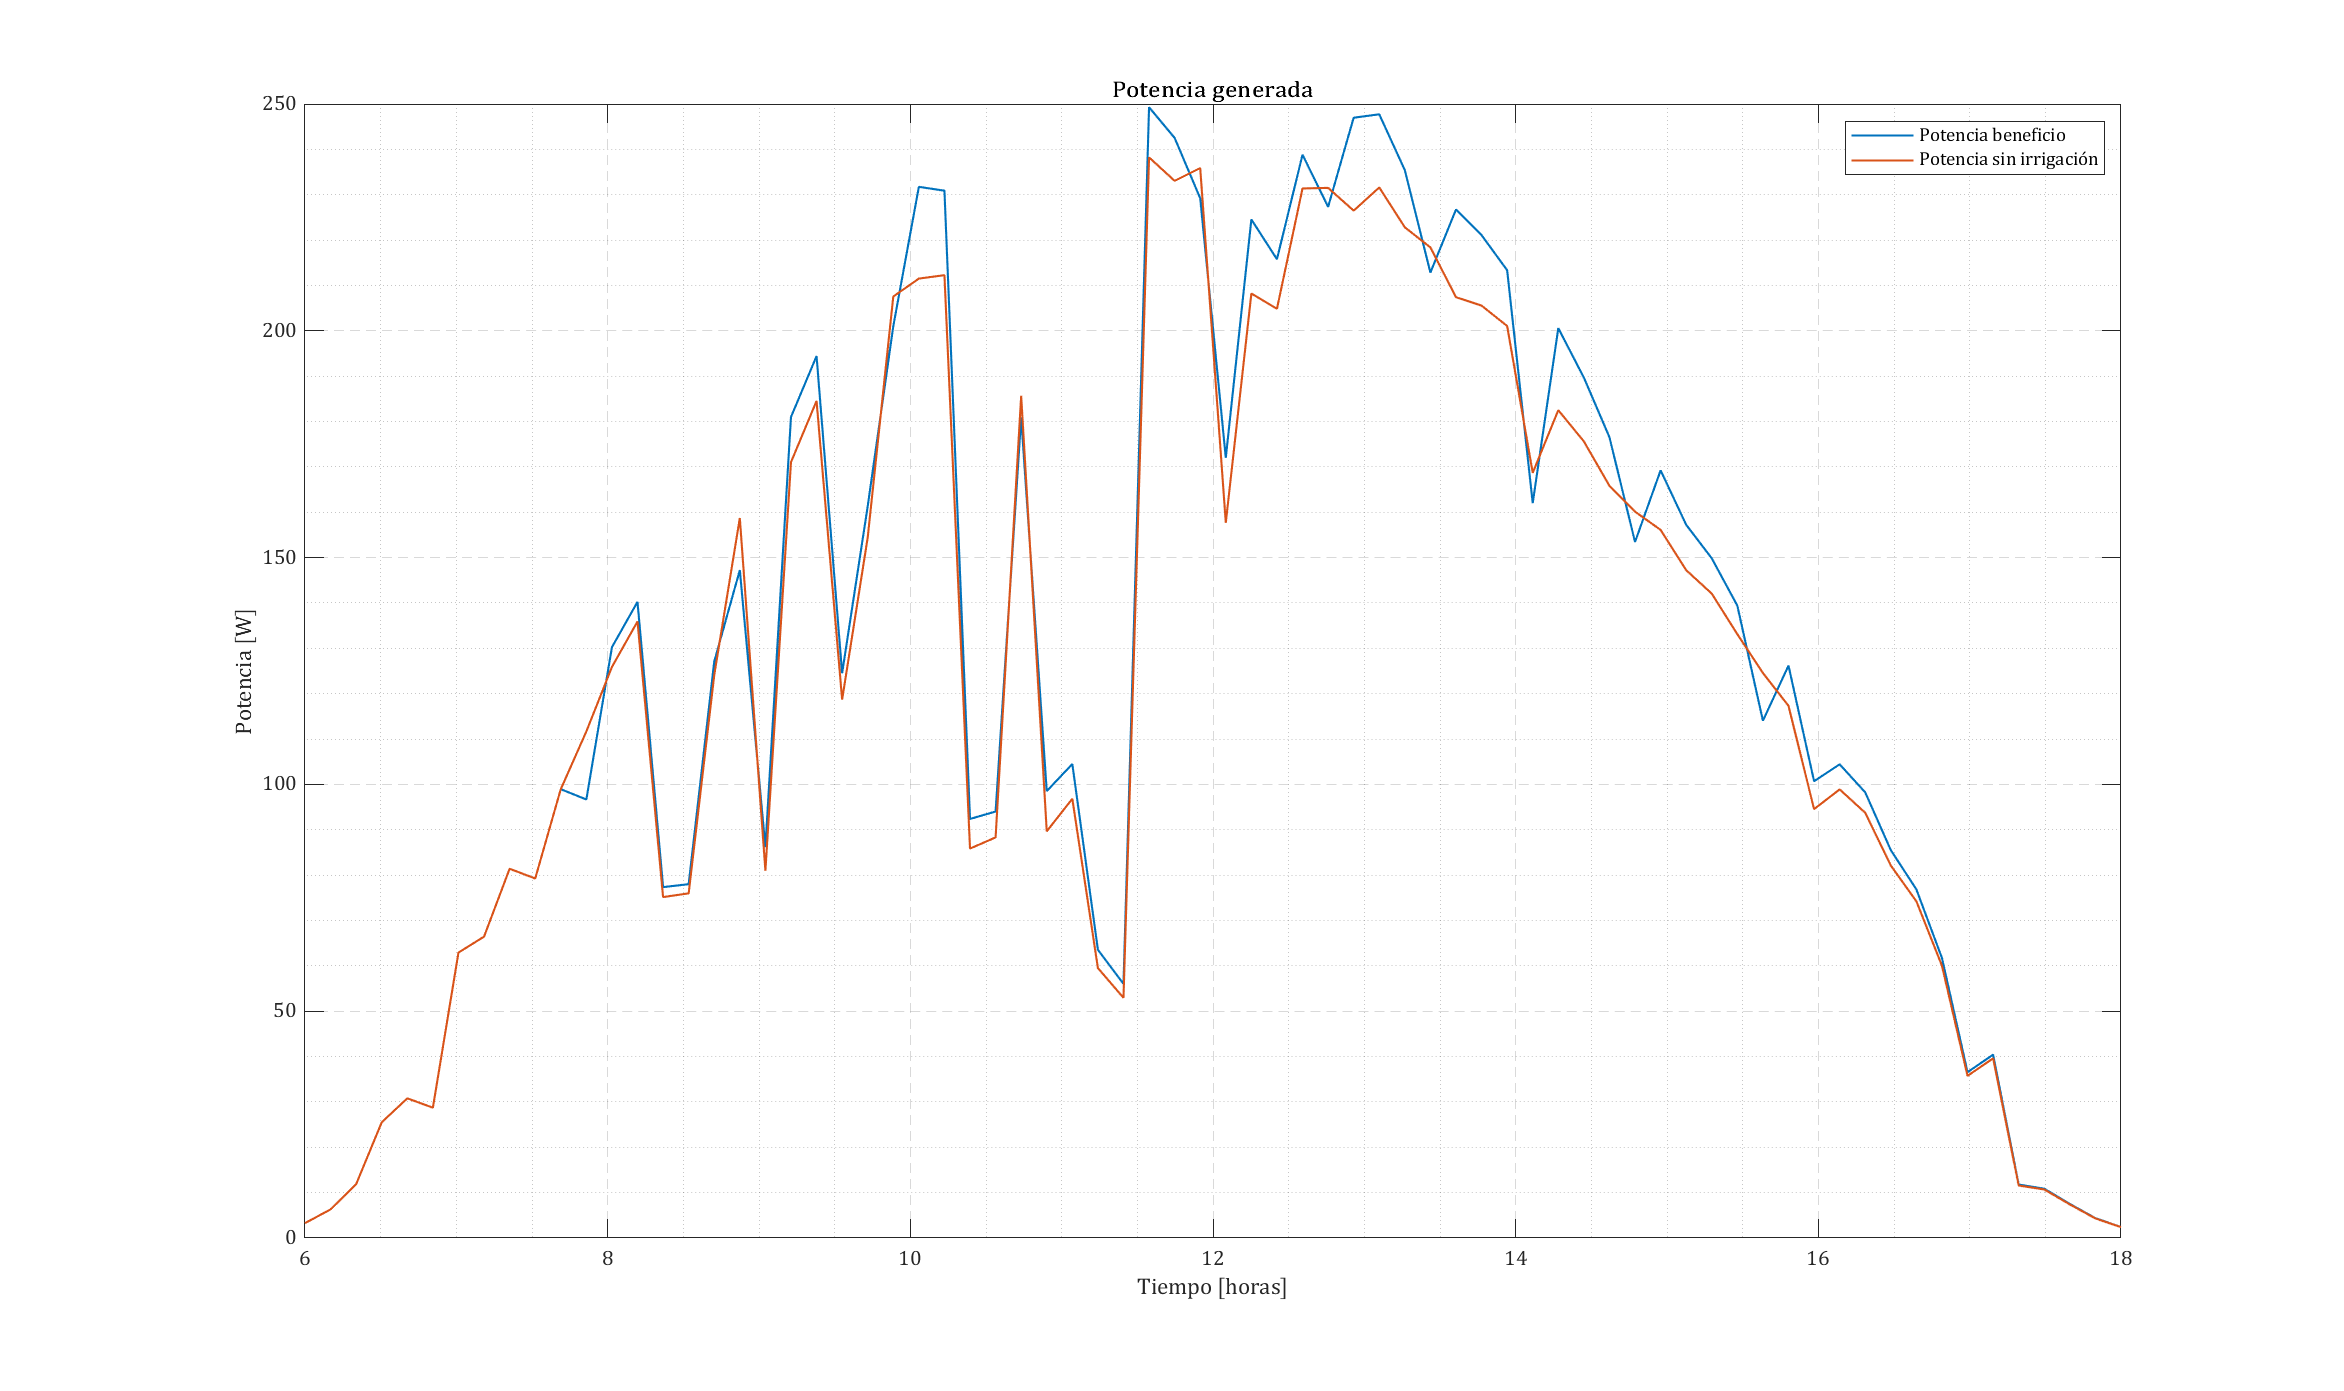 Potencia generada
250
200
150
100
50
0
Potencia [W]
Potencia beneficio
Potencia sin irrigación
6 8 10 12 14 16 18
Tiempo [horas]